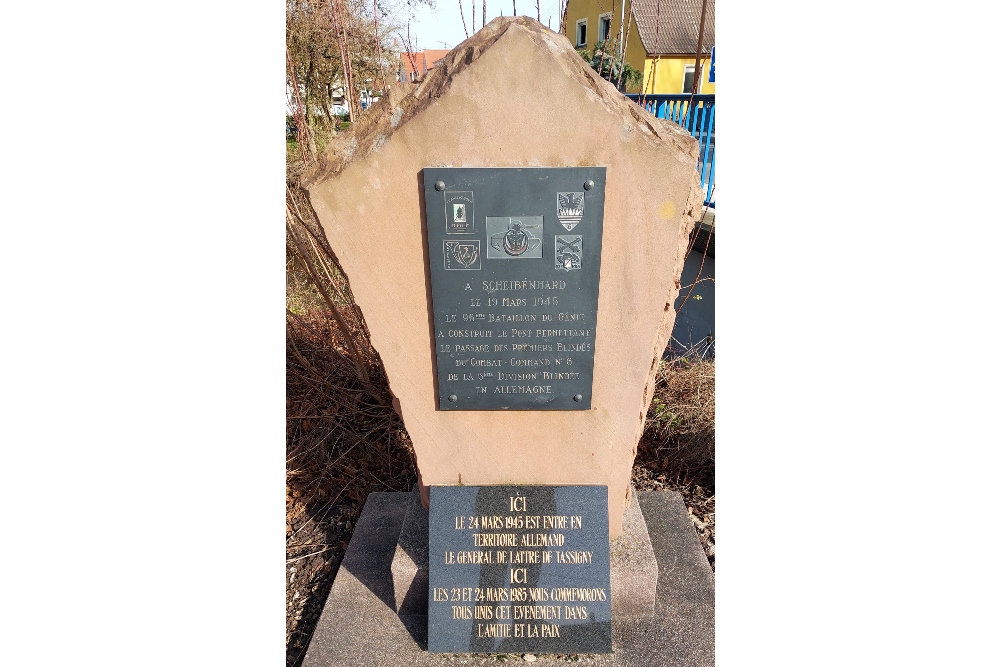 A SCHEIBENHARD
LE 19 MARS 1945
LE 96ème BATAILLON DU GÉNIE
A CONSTRUIT LE PONT PERMETTANT
LE PASSAGE DES PREMIERS BLINDÉS
DU COMBAT-COMMAND N° 6
DE LA 5ème DIVISION BLINDÉE
EN ALLEMAGNE
ICI
LE 24 MARS 1945 EST ENTRE EN
TERRITOIRE ALLEMAND
LE GENERAL DE LATTRE DE TASSIGNY
ICI
LES 23 ET 24 MARS 1985 NOUS COMMEMORONS
TOUS UNIS CET EVENEMENT DANS
L'AMITIE ET LA PAIX